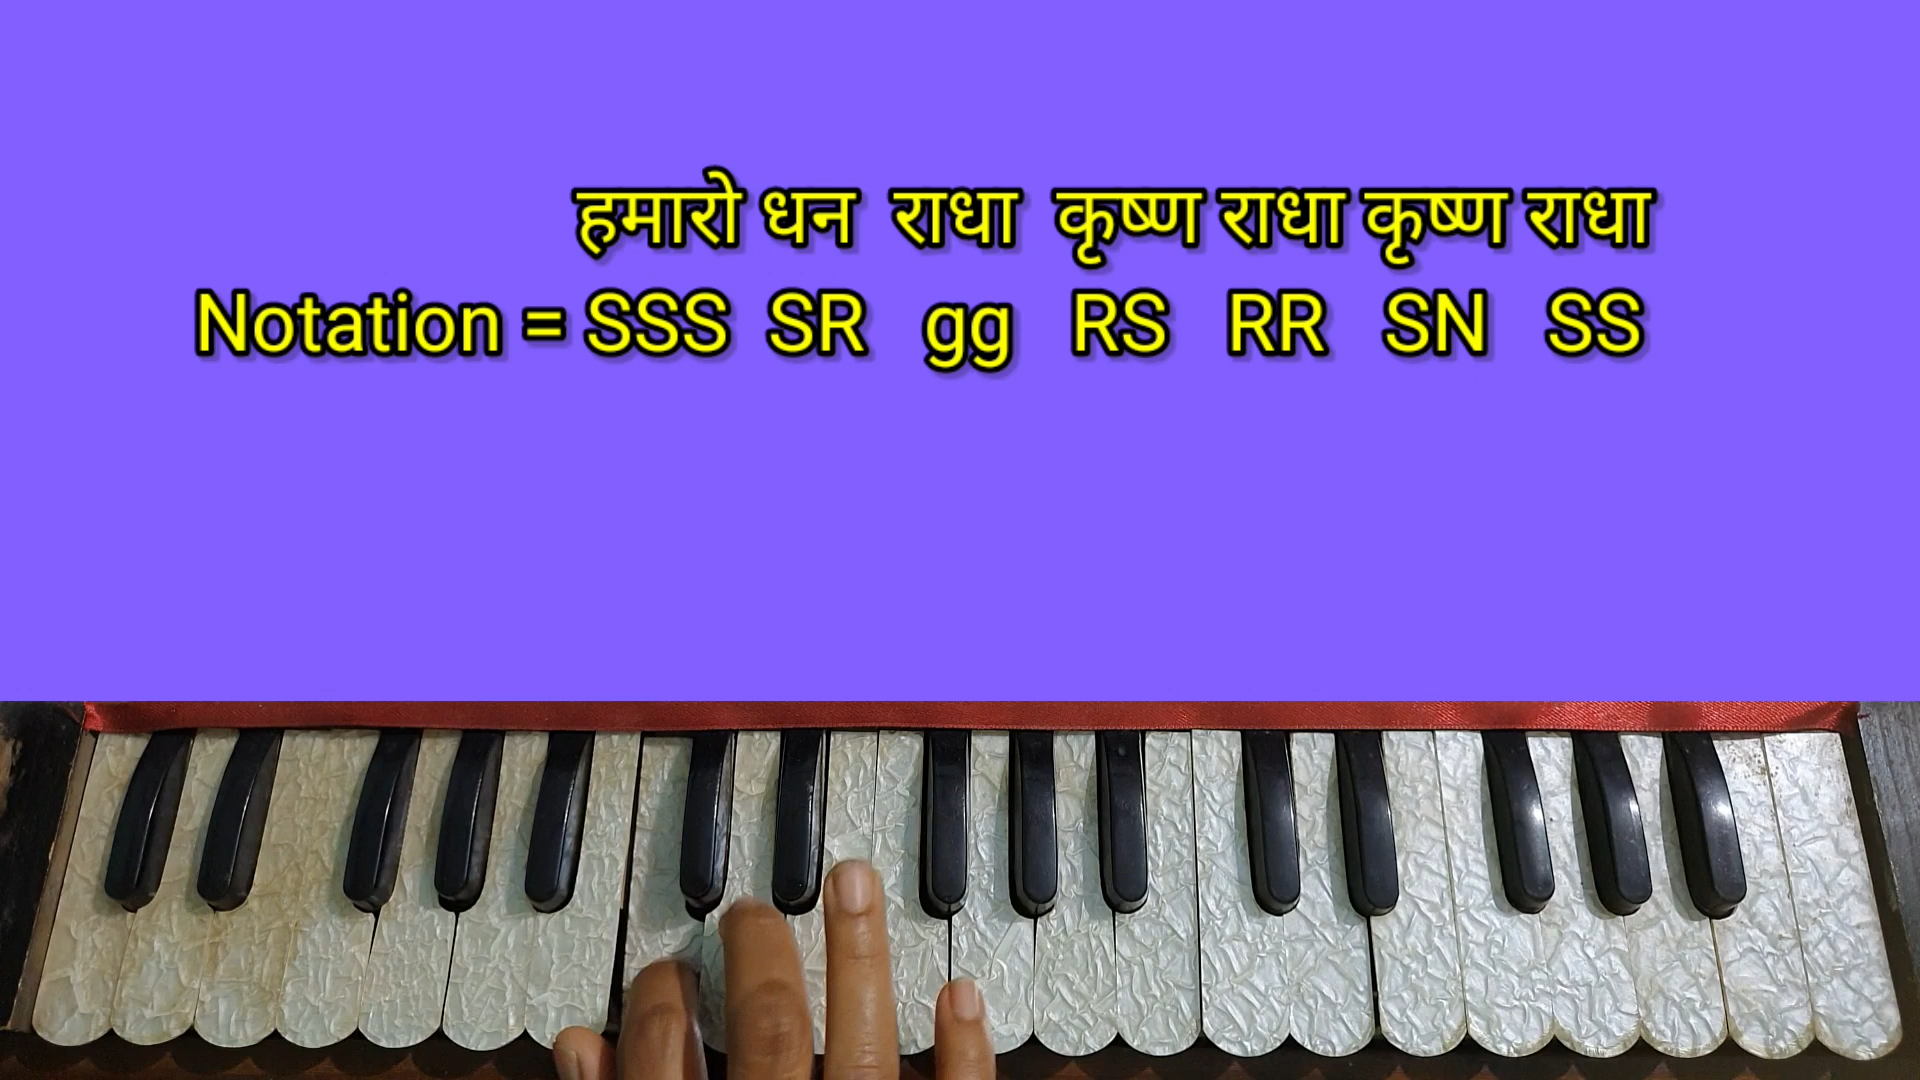 हमारो धन राधा कृष्ण राधा कृष्ण राधा
Notation = SSS SR gg RS RR SN SS